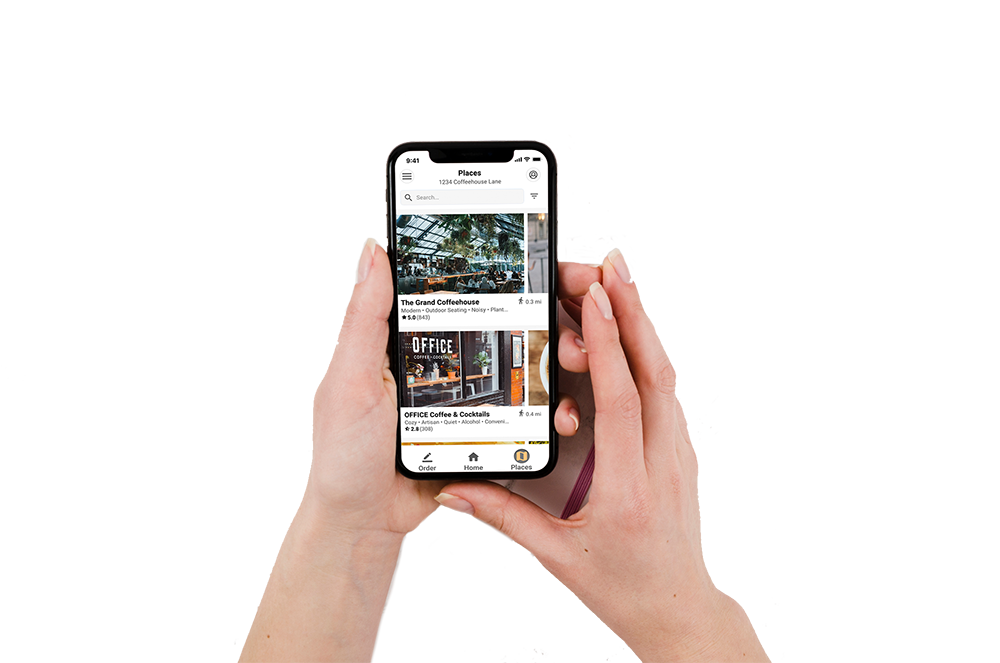 9:41
Places
1234 Coffeehouse Lane
Search...
The Grand Coffeehouse
0.3 mi
Modern • Outdoor Seating • Noisy • Plant...
5.0 (843)
OFFICE
COFFEE • COCKTAILS
OFFICE Coffee & Cocktails
0.4 mi
Cozy • Artisan • Quiet • Alcohol • Conveni...
2.8 (308)
Order
Home
Places